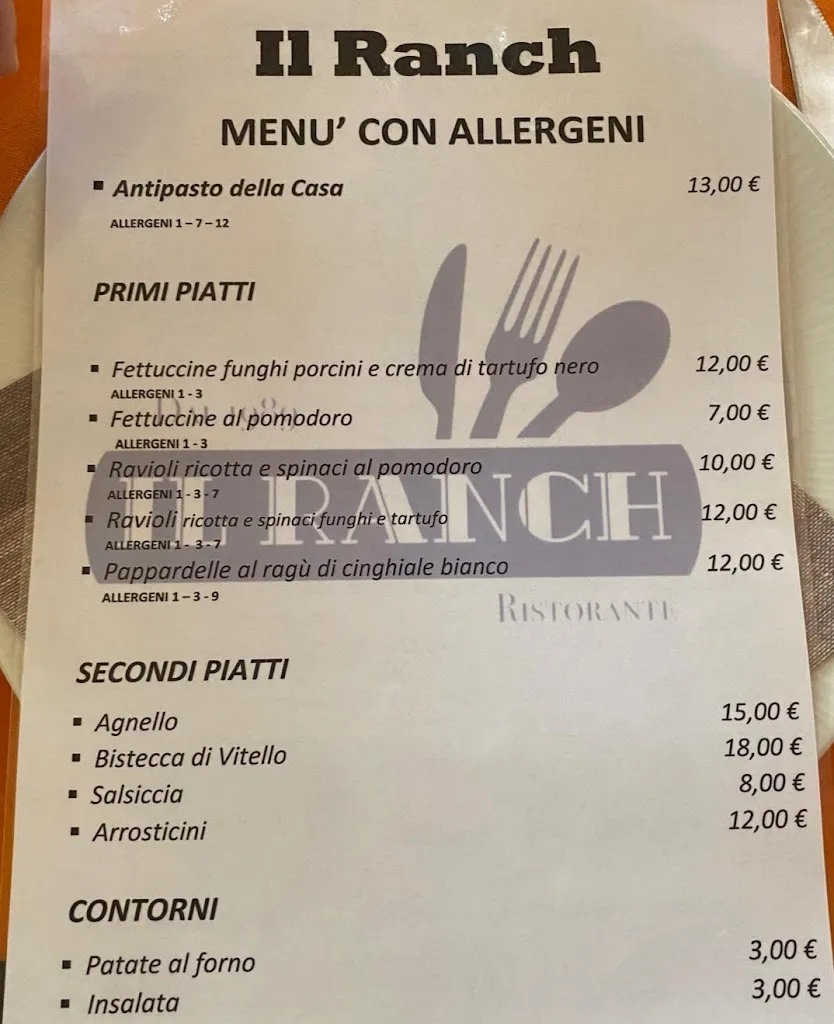 Il Ranch
MENU' CON ALLERGENI
▪ Antipasto della Casa 13,00 €
ALLERGENI 1 – 7 – 12
PRIMI PIATTI
▪ Fettuccine funghi porcini e crema di tartufo nero 12,00 €
ALLERGENI 1 - 3
DAL 1989
▪ Fettuccine al pomodoro 7,00 €
ALLERGENI 1 - 3
▪ Ravioli ricotta e spinaci al pomodoro 10,00 €
ALLERGENI 1 - 3 - 7
IL RANCH
▪ Ravioli ricotta e spinaci funghi e tartufo 12,00 €
ALLERGENI 1 - 3 - 7
▪ Pappardelle al ragù di cinghiale bianco 12,00 €
ALLERGENI 1 – 3 - 9
RISTORANTE
SECONDI PIATTI
▪ Agnello 15,00 €
▪ Bistecca di Vitello 18,00 €
▪ Salsiccia 8,00 €
▪ Arrosticini 12,00 €
CONTORNI
▪ Patate al forno 3,00 €
▪ Insalata 3,00 €